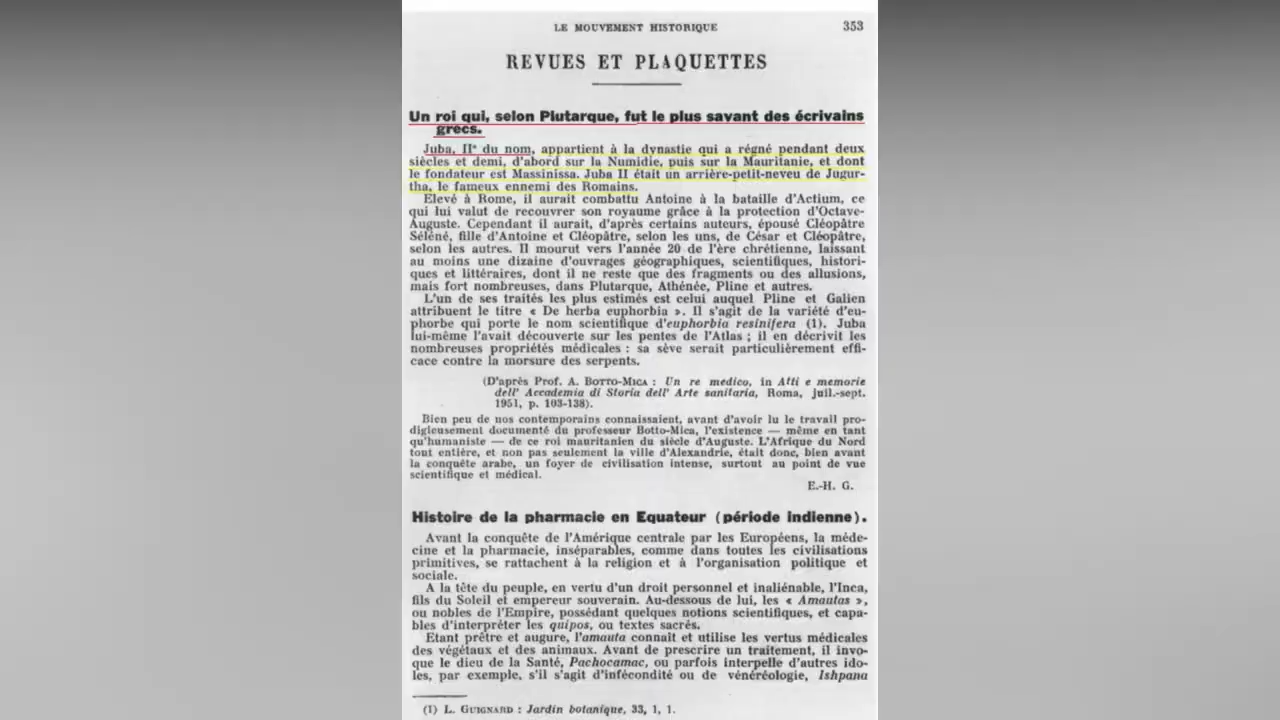 LE MOUVEMENT HISTORIQUE 353
REVUES ET PLAQUETTES
Un roi qui, selon Plutarque, fut le plus savant des écrivains
grecs.
Juba, IIe du nom, appartient à la dynastie qui a régné pendant deux
siècles et demi, d'abord sur la Numidie, puis sur la Mauritanie, et dont
le fondateur est Massinissa. Juba II était un arrière-petit-neveu de Jugur-
tha, le fameux ennemi des Romains.
Elevé à Rome, il aurait combattu Antoine à la bataille d'Actium, ce
qui lui valut de recouvrer son royaume grâce à la protection d'Octave-
Auguste. Cependant il aurait, d'après certains auteurs, épousé Cléopâtre
Séléné, fille d'Antoine et Cléopâtre, selon les uns, de César et Cléopâtre,
selon les autres. Il mourut vers l'année 20 de l'ère chrétienne, laissant
au moins une dizaine d'ouvrages géographiques, scientifiques, histori-
ques et littéraires, dont il ne reste que des fragments ou des allusions,
mais fort nombreuses, dans Plutarque, Athénée, Pline et autres.
L'un de ses traités les plus estimés est celui auquel Pline et Galien
attribuent le titre « De herba euphorbia ». Il s'agit de la variété d'eu-
phorbe qui porte le nom scientifique d'euphorbia resinifera (1). Juba
lui-même l'avait découverte sur les pentes de l'Atlas ; il en décrivit les
nombreuses propriétés médicales : sa sève serait particulièrement effi-
cace contre la morsure des serpents.
(D'après Prof. A. BOTTO-MICA : Un re medico, in Atti e memorie
dell' Accademia di Storia dell' Arte sanitaria, Roma, juil.-sept.
1951, p. 103-138).
Bien peu de nos contemporains connaissaient, avant d'avoir lu le travail pro-
digieusement documenté du professeur Botto-Mica, l'existence — même en tant
qu'humaniste — de ce roi mauritanien du siècle d'Auguste. L'Afrique du Nord
tout entière, et non pas seulement la ville d'Alexandrie, était donc, bien avant
la conquête arabe, un foyer de civilisation intense, surtout au point de vue
scientifique et médical.
E.-H. G.
Histoire de la pharmacie en Equateur (période indienne).
Avant la conquête de l'Amérique centrale par les Européens, la méde-
cine et la pharmacie, inséparables, comme dans toutes les civilisations
primitives, se rattachent à la religion et à l'organisation politique et
sociale.
A la tête du peuple, en vertu d'un droit personnel et inaliénable, l'Inca,
fils du Soleil et empereur souverain. Au-dessous de lui, les « Amautas »,
ou nobles de l'Empire, possédant quelques notions scientifiques, et capa-
bles d'interpréter les quipos, ou textes sacrés.
Etant prêtre et augure, l'amauta connaît et utilise les vertus médicales
des végétaux et des animaux. Avant de prescrire un traitement, il invo-
que le dieu de la Santé, Pachocamac, ou parfois interpelle d'autres ido-
les, par exemple, s'il s'agit d'infécondité ou de vénéréologie, Ishpana
(1) L. GUIGNARD : Jardin botanique, 33, 1, 1.